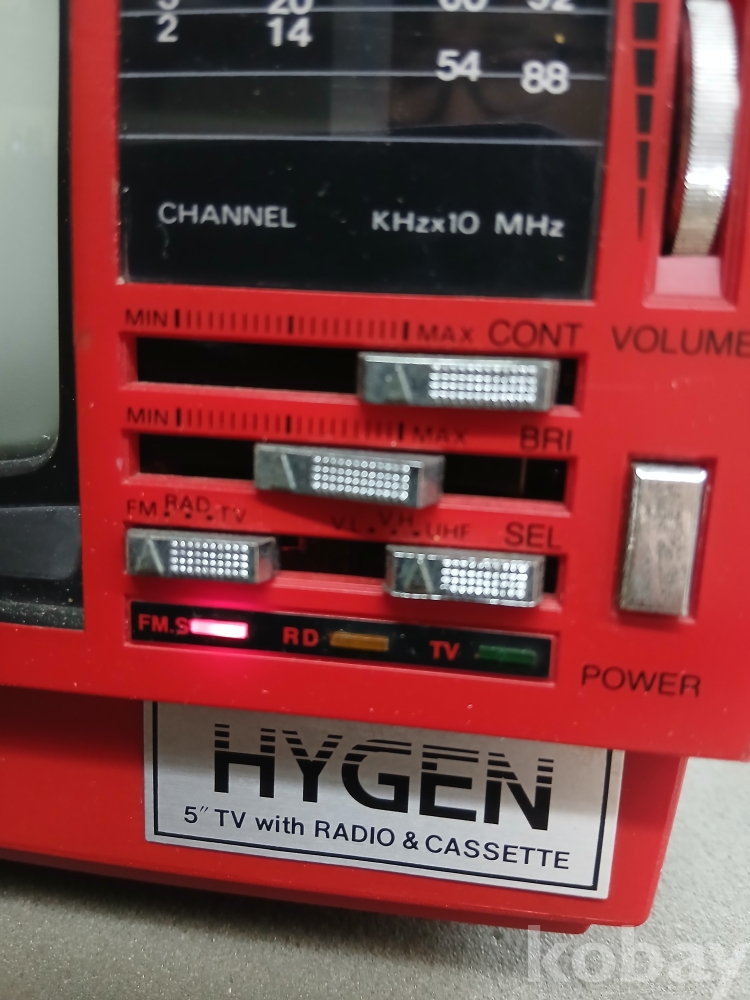 2 14
54 88
CHANNEL KHzx10 MHz
MIN MAX CONT VOLUME
MIN MAX BRI
FM RAD TV V.L V.H UHF SEL
FM.S RD TV
POWER
HYGEN
5" TV with RADIO & CASSETTE
kobay